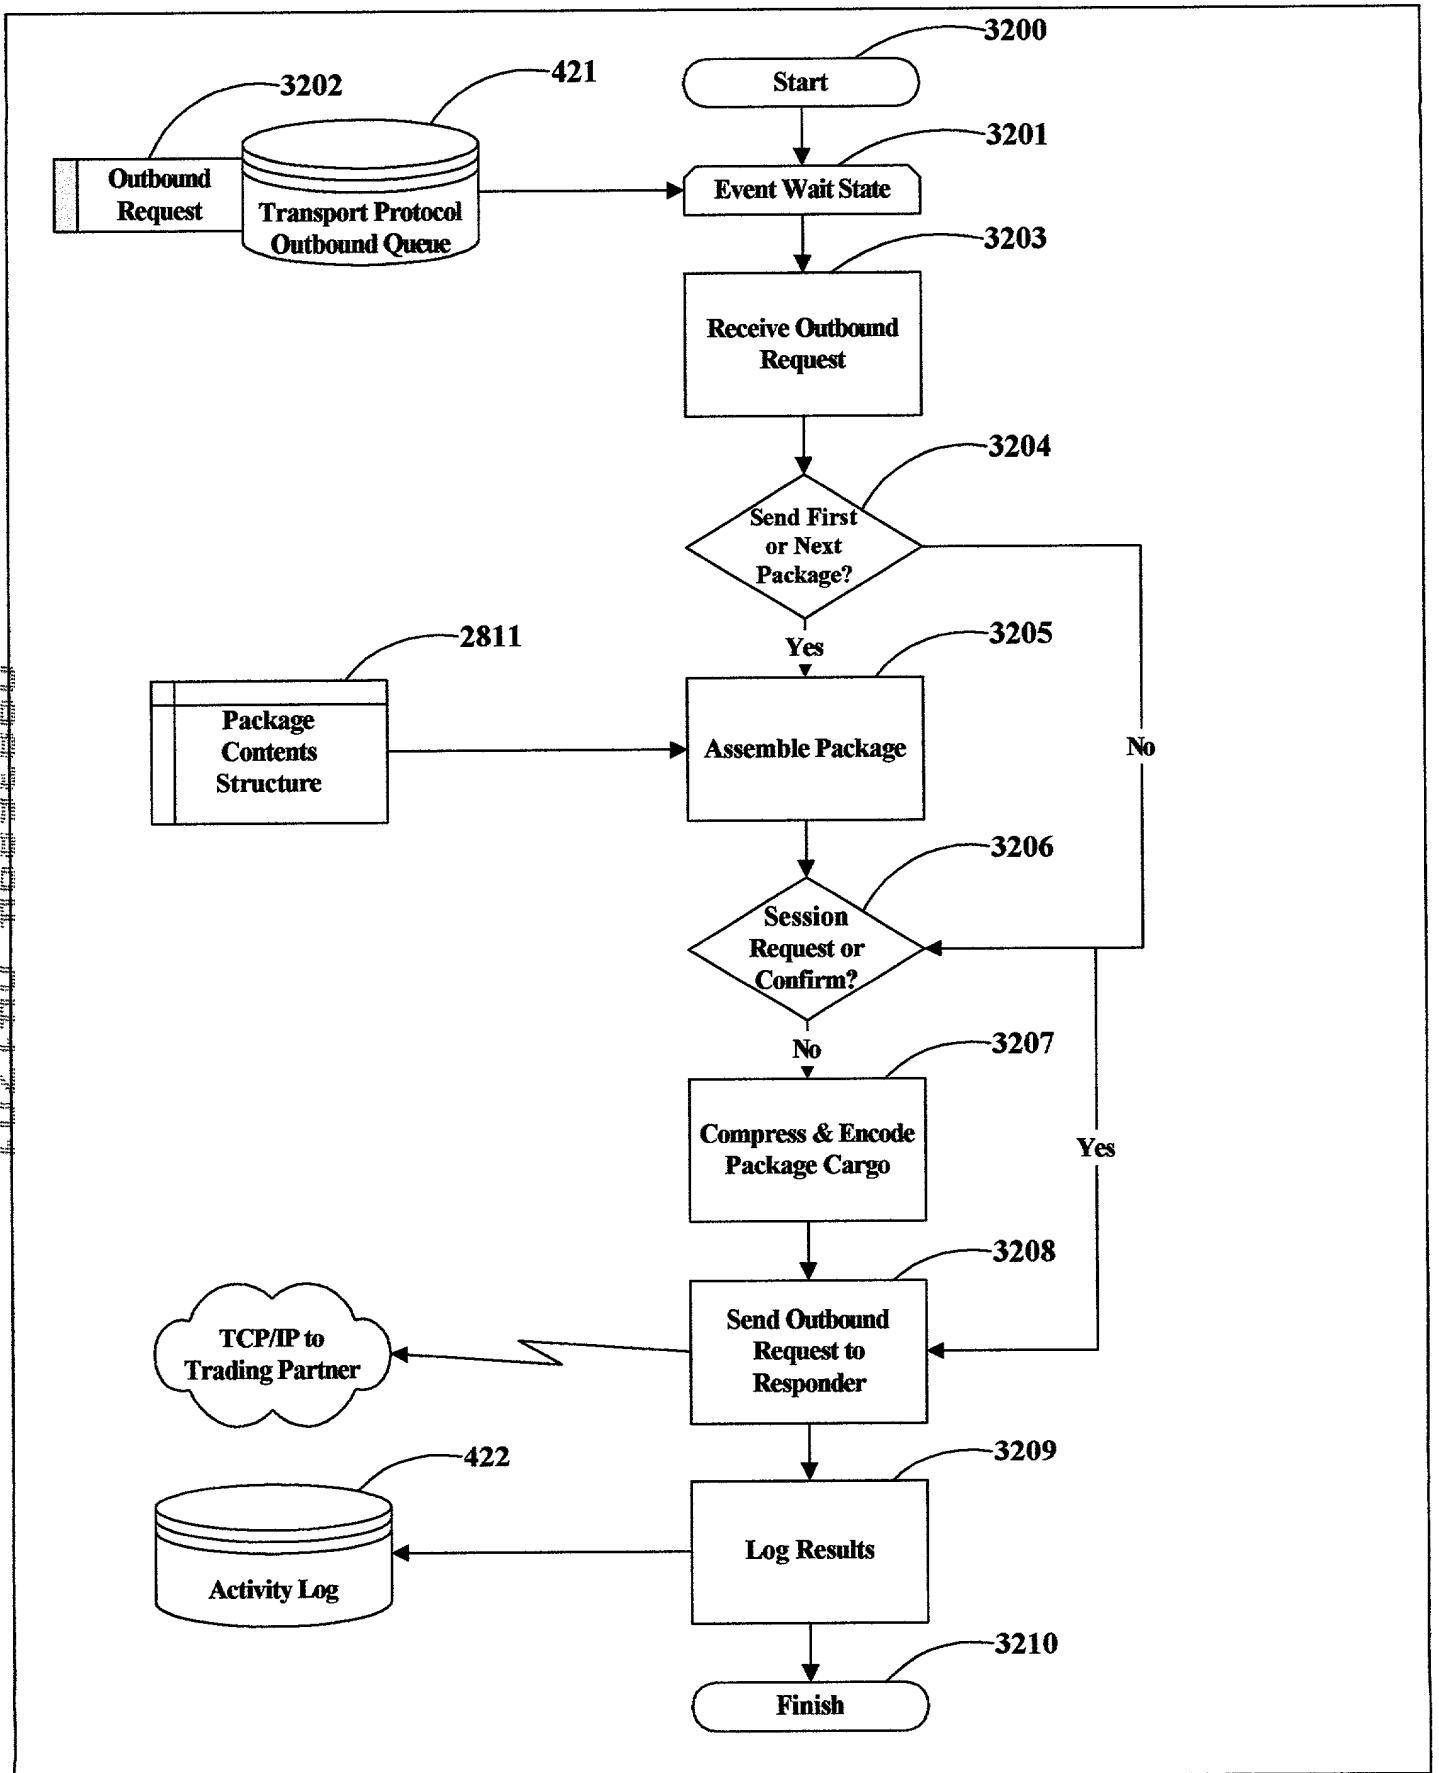 3200
Start
3202
421
3201
Outbound
Request
Transport Protocol
Outbound Queue
Event Wait State
3203
Receive Outbound
Request
3204
Send First
or Next
Package?
Yes
3205
2811
Package
Contents
Structure
Assemble Package
No
3206
Session
Request or
Confirm?
No
3207
Compress & Encode
Package Cargo
Yes
3208
TCP/IP to
Trading Partner
Send Outbound
Request to
Responder
3209
422
Activity Log
Log Results
3210
Finish